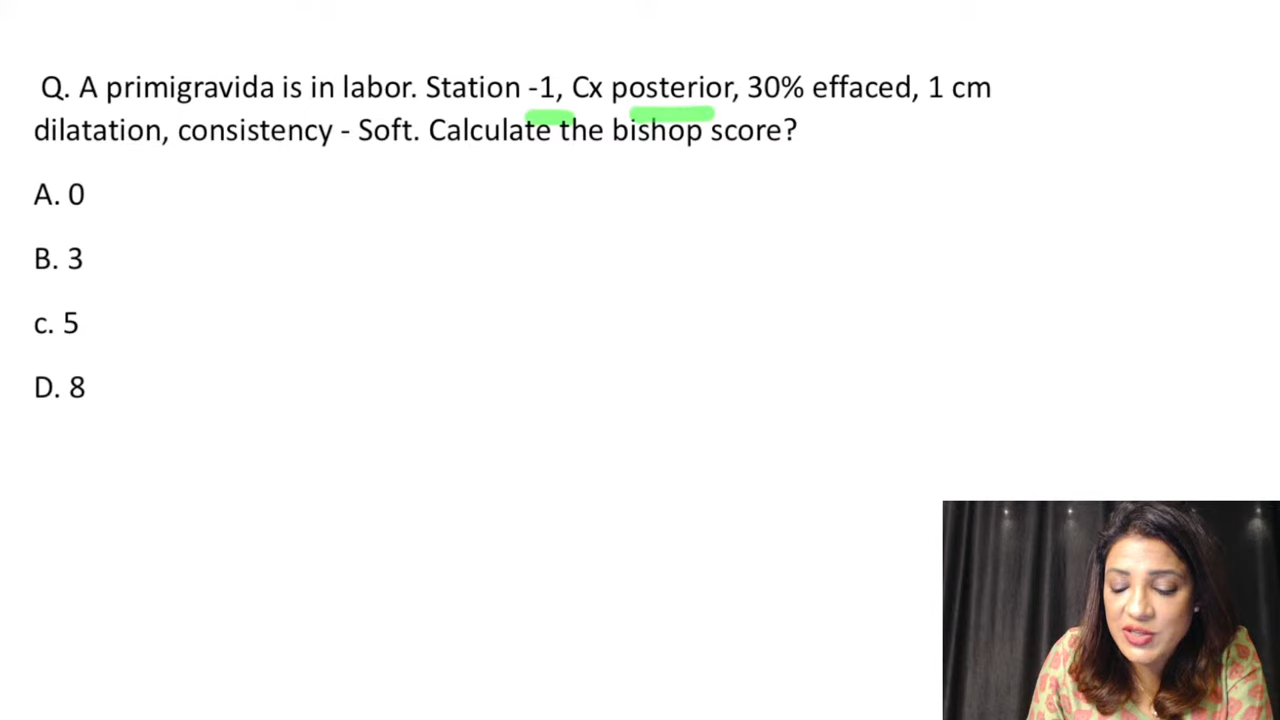 Q. A primigravida is in labor. Station -1, Cx posterior, 30% effaced, 1 cm
dilatation, consistency - Soft. Calculate the bishop score?
A. 0
B. 3
c. 5
D. 8